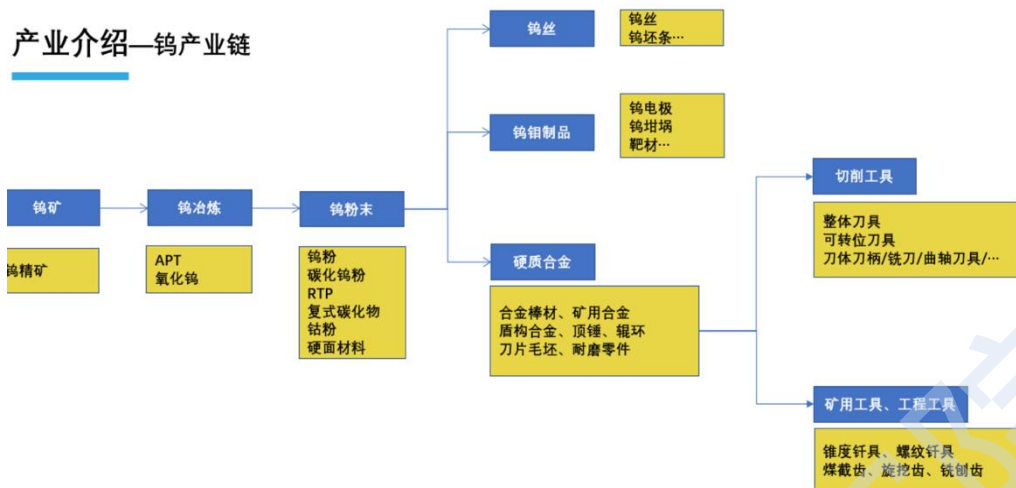 产业介绍—钨产业链
钨丝
钨丝
钨坯条…
钨钼制品
钨电极
钨坩埚
靶材…
钨矿
钨精矿
钨冶炼
APT
氧化钨
钨粉末
钨粉
碳化钨粉
RTP
复式碳化物
钴粉
硬面材料
硬质合金
合金棒材、矿用合金
盾构合金、顶锤、辊环
刀片毛坯、耐磨零件
切削工具
整体刀具
可转位刀具
刀体刀柄/铣刀/曲轴刀具/…
矿用工具、工程工具
锥度钎具、螺纹钎具
煤截齿、旋挖齿、铣刨齿